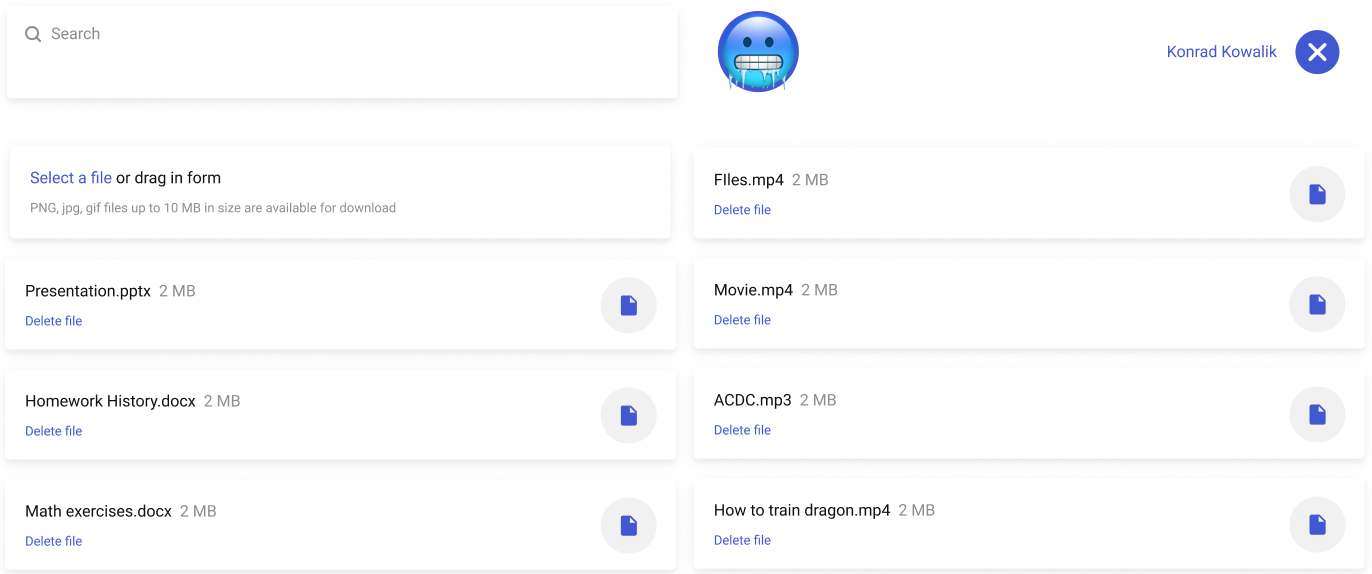 Search
Konrad Kowalik
Select a file or drag in form
PNG, jpg, gif files up to 10 MB in size are available for download
FIles.mp4 2 MB
Delete file
Presentation.pptx 2 MB
Delete file
Movie.mp4 2 MB
Delete file
Homework History.docx 2 MB
Delete file
ACDC.mp3 2 MB
Delete file
Math exercises.docx 2 MB
Delete file
How to train dragon.mp4 2 MB
Delete file